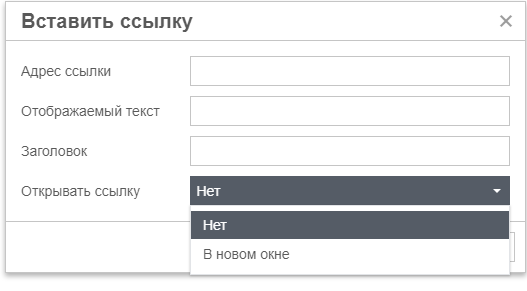 Вставить ссылку
Адрес ссылки
Отображаемый текст
Заголовок
Открывать ссылку
Нет
Нет
В новом окне